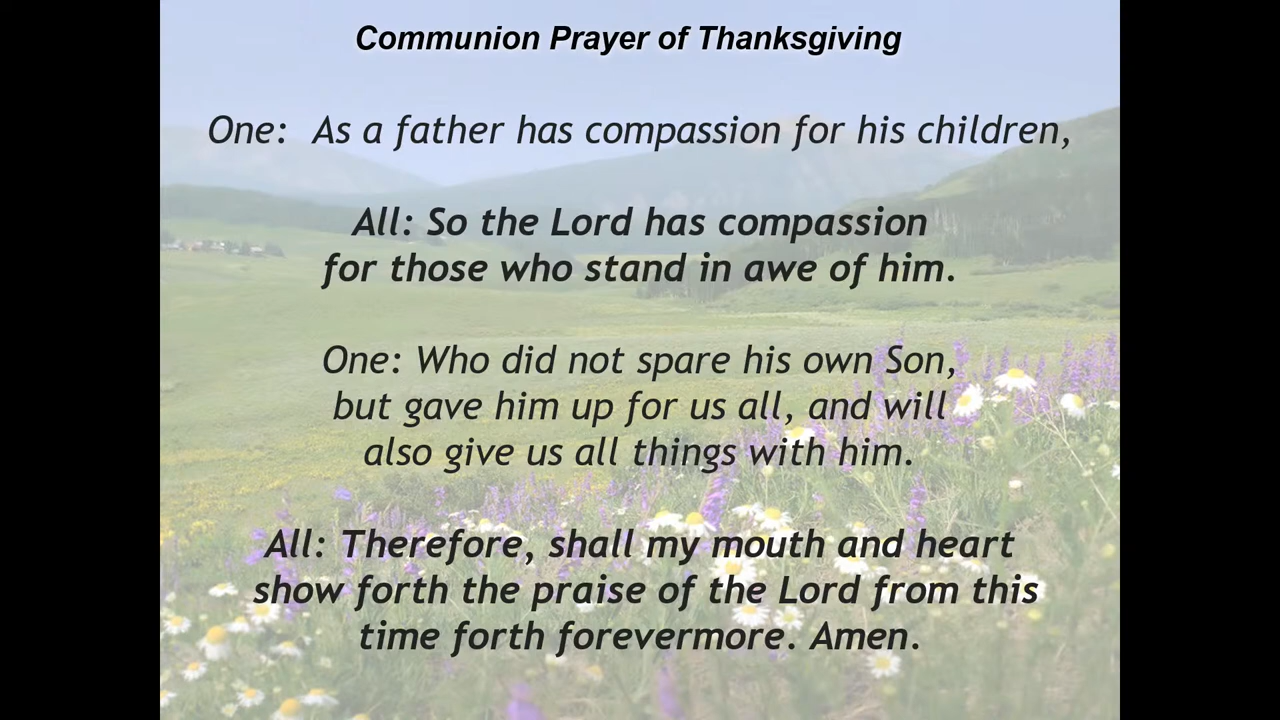 Communion Prayer of Thanksgiving
One: As a father has compassion for his children,
All: So the Lord has compassion
for those who stand in awe of him.
One: Who did not spare his own Son,
but gave him up for us all, and will
also give us all things with him.
All: Therefore, shall my mouth and heart
show forth the praise of the Lord from this
time forth forevermore. Amen.